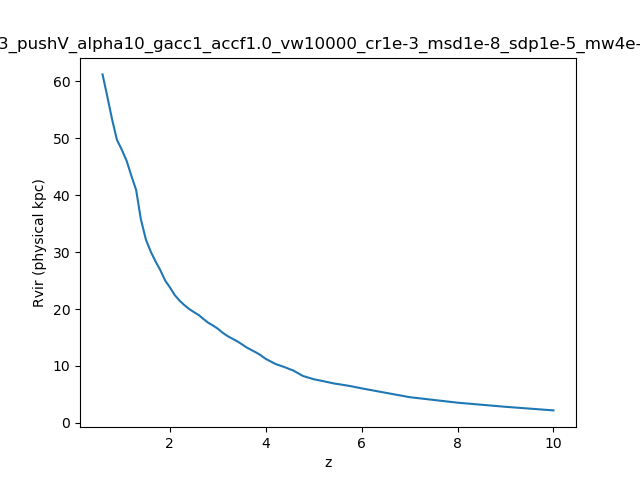 3_pushV_alpha10_gacc1_accf1.0_vw10000_cr1e-3_msd1e-8_sdp1e-5_mw4e-
60
50
40
30
20
10
0
Rvir (physical kpc)
2 4 6 8 10
z